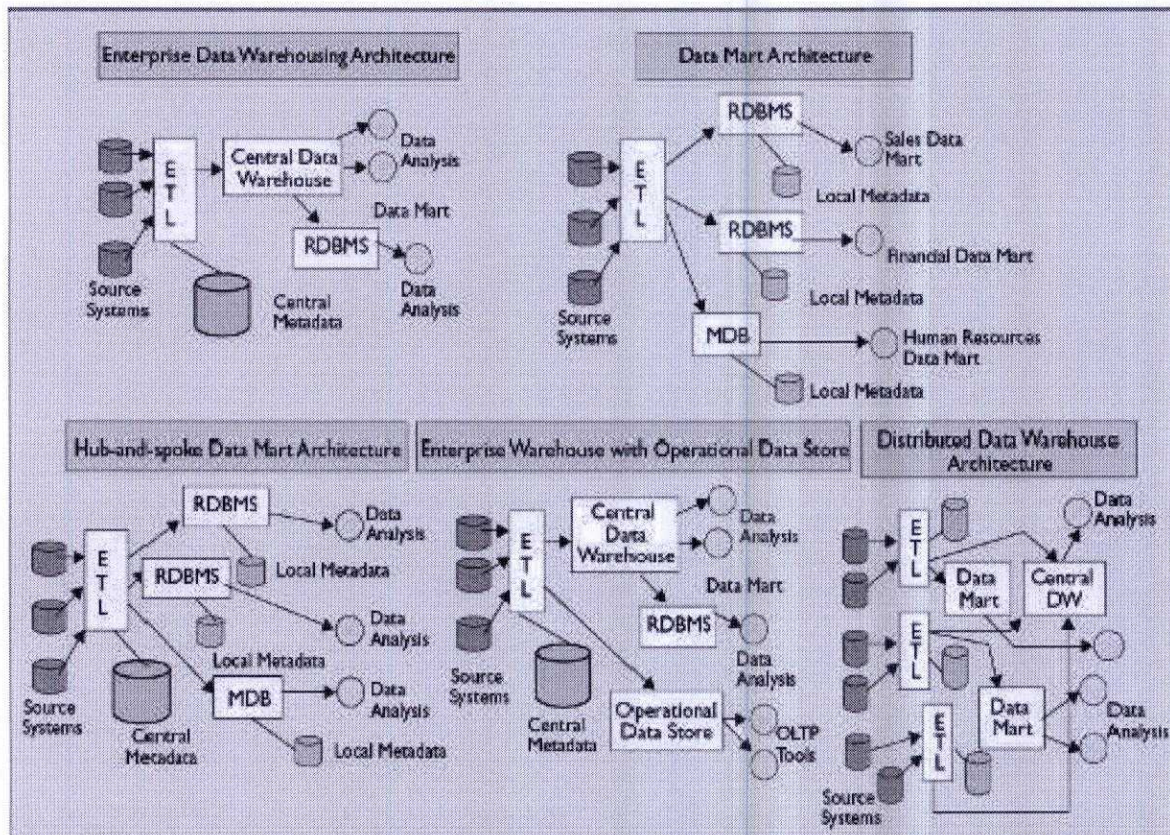 Enterprise Data Warehousing Architecture
E
T
L
Central Data
Warehouse
Data
Analysis
Data Mart
RDBMS
Data
Analysis
Source
Systems
Central
Metadata
Data Mart Architecture
E
T
L
RDBMS
Sales Data
Mart
Local Metadata
RDBMS
Financial Data Mart
Local Metadata
MDB
Human Resources
Data Mart
Local Metadata
Source
Systems
Hub-and-spoke Data Mart Architecture
E
T
L
RDBMS
Data
Analysis
Local Metadata
RDBMS
Data
Analysis
Local Metadata
MDB
Data
Analysis
Local Metadata
Source
Systems
Central
Metadata
Enterprise Warehouse with Operational Data Store
E
T
L
Central
Data
Warehouse
Data
Analysis
Data Mart
RDBMS
Data
Analysis
Source
Systems
Central
Metadata
Operational
Data Store
OLTP
Tools
Distributed Data Warehouse
Architecture
E
T
L
Data
Analysis
Data
Mart
Central
DW
E
T
L
Data
Mart
Data
Analysis
E
T
L
Source
Systems